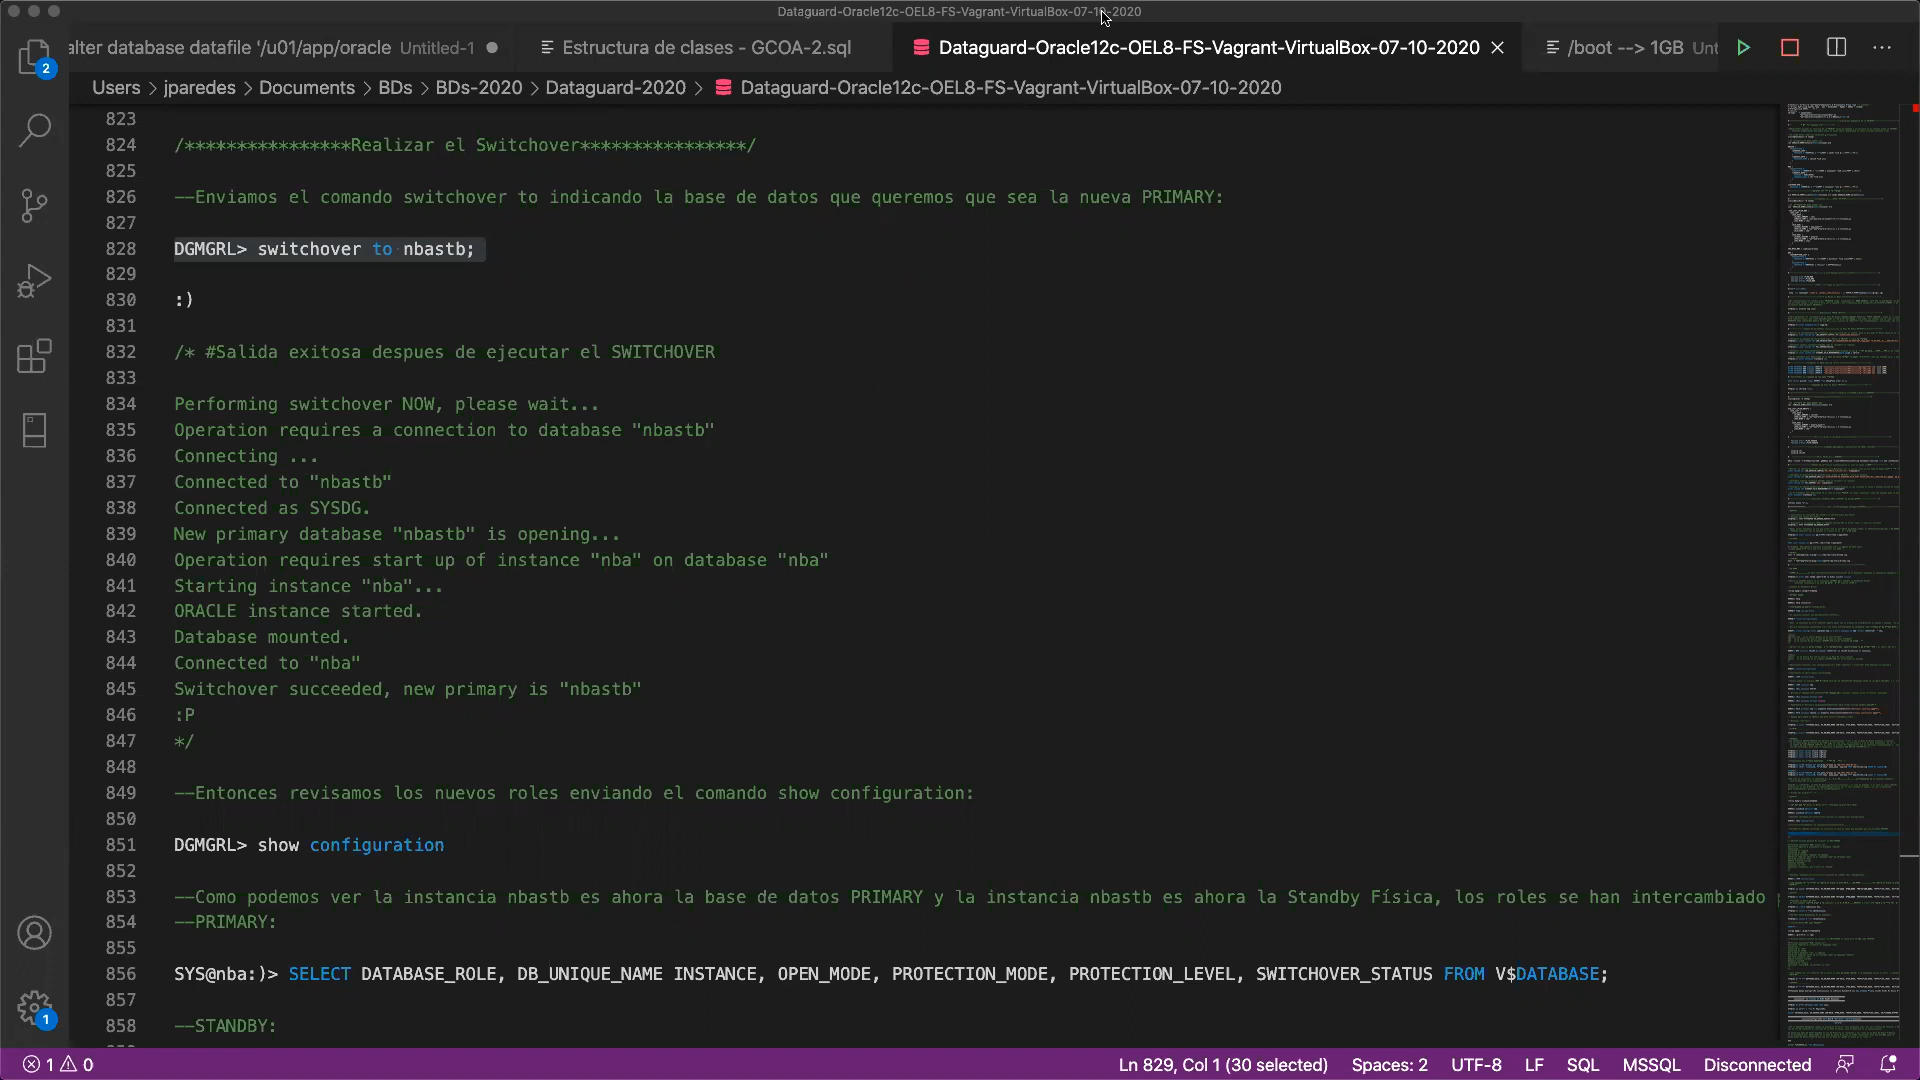 Dataguard-Oracle12c-OEL8-FS-Vagrant-VirtualBox-07-10-2020
alter database datafile '/u01/app/oracle Untitled-1
Estructura de clases - GCOA-2.sql
Dataguard-Oracle12c-OEL8-FS-Vagrant-VirtualBox-07-10-2020
/boot --> 1GB Unt
2
Users > jparedes > Documents > BDs > BDs-2020 > Dataguard-2020 > Dataguard-Oracle12c-OEL8-FS-Vagrant-VirtualBox-07-10-2020
823
824 /****************Realizar el Switchover****************/
825
826 --Enviamos el comando switchover to indicando la base de datos que queremos que sea la nueva PRIMARY:
827
828 DGMGRL> switchover to nbastb;
829
830 :)
831
832 /* #Salida exitosa despues de ejecutar el SWITCHOVER
833
834 Performing switchover NOW, please wait...
835 Operation requires a connection to database "nbastb"
836 Connecting ...
837 Connected to "nbastb"
838 Connected as SYSDG.
839 New primary database "nbastb" is opening...
840 Operation requires start up of instance "nba" on database "nba"
841 Starting instance "nba"...
842 ORACLE instance started.
843 Database mounted.
844 Connected to "nba"
845 Switchover succeeded, new primary is "nbastb"
846 :P
847 */
848
849 --Entonces revisamos los nuevos roles enviando el comando show configuration:
850
851 DGMGRL> show configuration
852
853 --Como podemos ver la instancia nbastb es ahora la base de datos PRIMARY y la instancia nbastb es ahora la Standby Física, los roles se han intercambiado
854 --PRIMARY:
855
856 SYS@nba:)> SELECT DATABASE_ROLE, DB_UNIQUE_NAME INSTANCE, OPEN_MODE, PROTECTION_MODE, PROTECTION_LEVEL, SWITCHOVER_STATUS FROM V$DATABASE;
857
858 --STANDBY:
1
1 0
Ln 829, Col 1 (30 selected) Spaces: 2 UTF-8 LF SQL MSSQL Disconnected